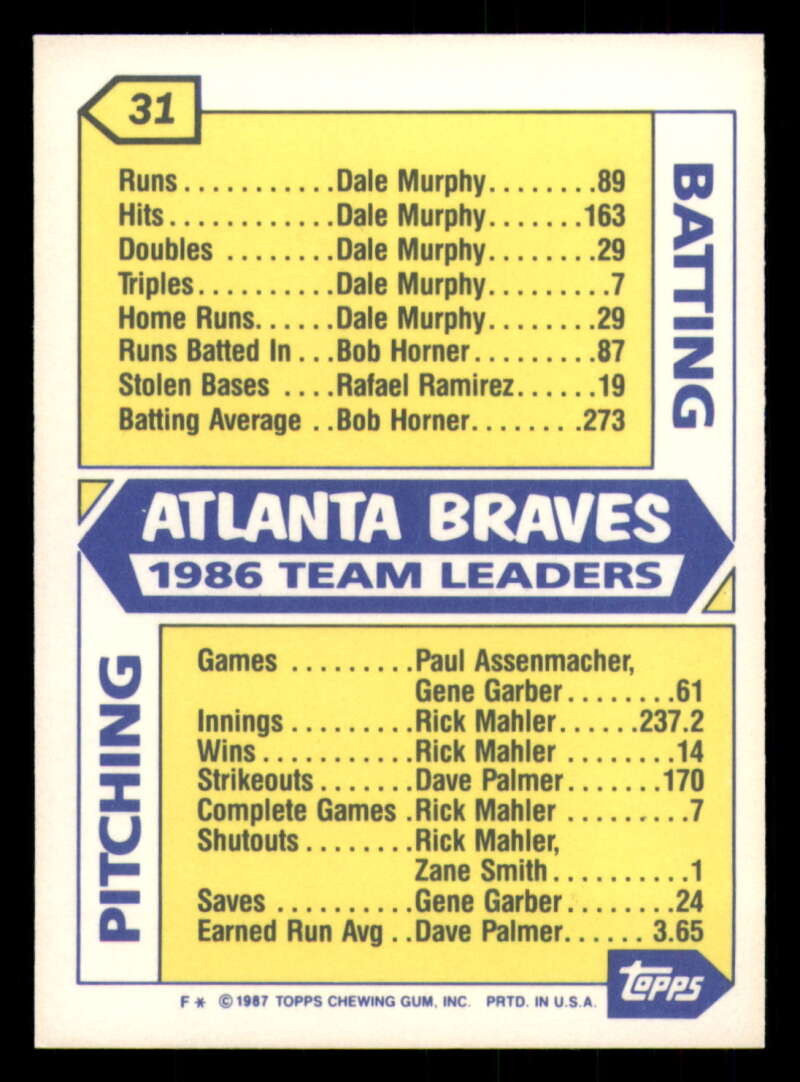 31
BATTING
Runs...........Dale Murphy........89
Hits............Dale Murphy........163
Doubles ........Dale Murphy........29
Triples..........Dale Murphy.........7
Home Runs......Dale Murphy........29
Runs Batted In ...Bob Horner.........87
Stolen Bases ....Rafael Ramirez......19
Batting Average ..Bob Horner........273
ATLANTA BRAVES
1986 TEAM LEADERS
PITCHING
Games .........Paul Assenmacher,
Gene Garber........61
Innings .........Rick Mahler......237.2
Wins...........Rick Mahler ........14
Strikeouts.......Dave Palmer.......170
Complete Games .Rick Mahler .........7
Shutouts........Rick Mahler,
Zane Smith..........1
Saves ..........Gene Garber........24
Earned Run Avg ..Dave Palmer...... 3.65
topps
F * © 1987 TOPPS CHEWING GUM, INC. PRTD. IN U.S.A.